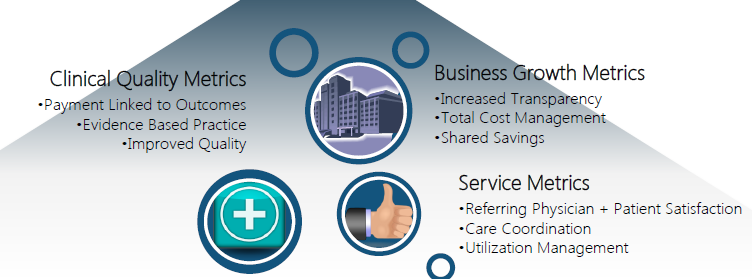 Clinical Quality Metrics
•Payment Linked to Outcomes
•Evidence Based Practice
•Improved Quality
Business Growth Metrics
•Increased Transparency
•Total Cost Management
•Shared Savings
Service Metrics
•Referring Physician + Patient Satisfaction
•Care Coordination
•Utilization Management